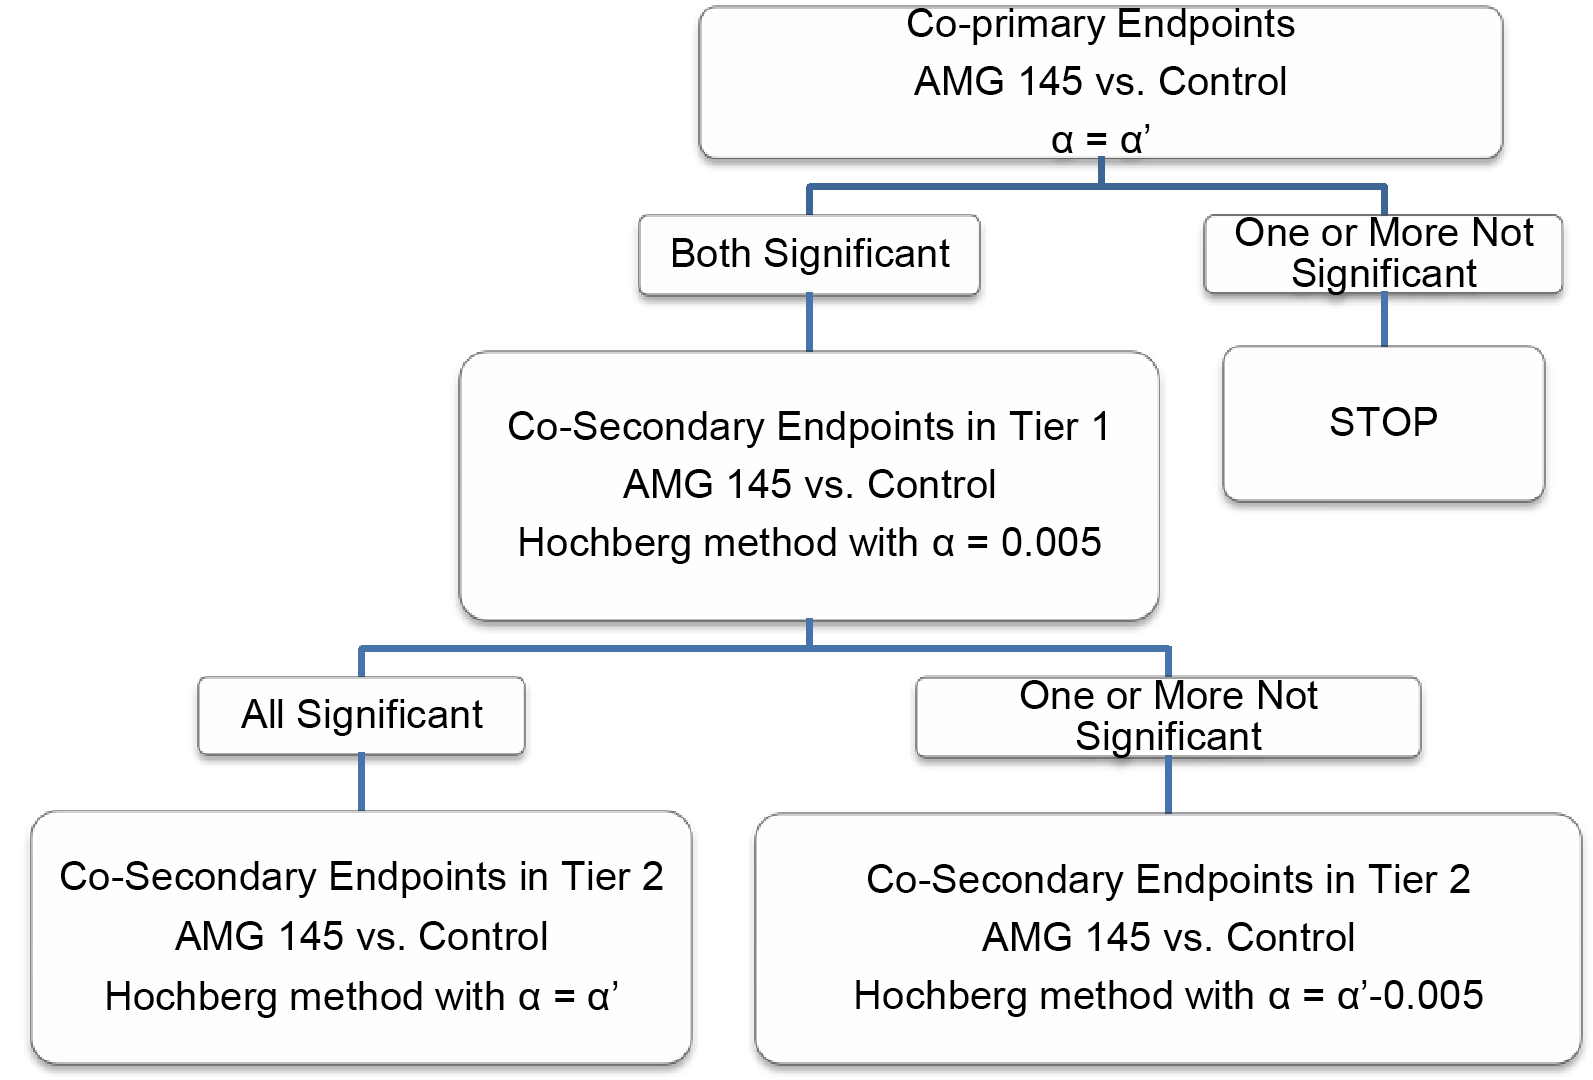 Co-primary Endpoints
AMG 145 vs. Control
α = α’
Both Significant
One or More Not
Significant
Co-Secondary Endpoints in Tier 1
AMG 145 vs. Control
Hochberg method with α = 0.005
STOP
All Significant
One or More Not
Significant
Co-Secondary Endpoints in Tier 2
AMG 145 vs. Control
Hochberg method with α = α’
Co-Secondary Endpoints in Tier 2
AMG 145 vs. Control
Hochberg method with α = α’-0.005